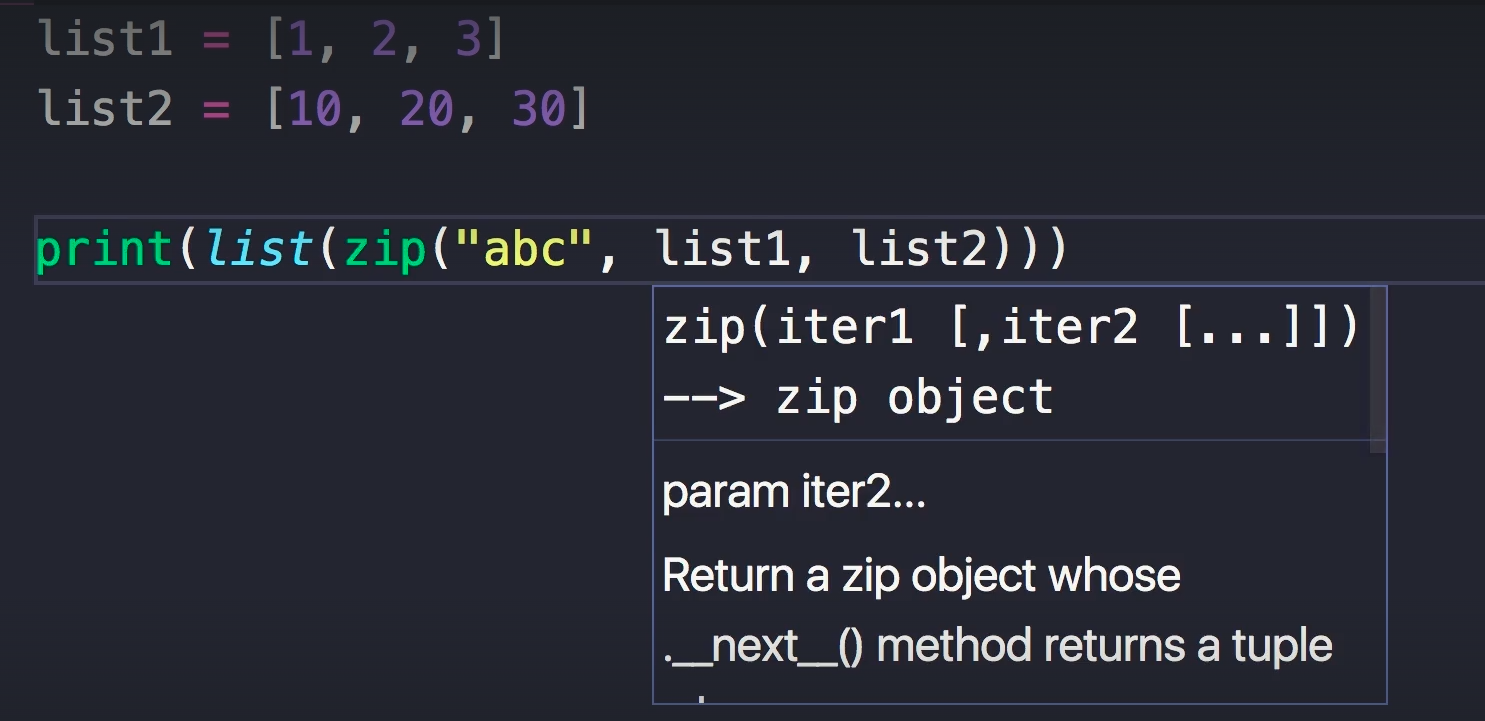 list1 = [1, 2, 3]
list2 = [10, 20, 30]
print(list(zip("abc", list1, list2)))
zip(iter1 [,iter2 [...]])
--> zip object
param iter2...
Return a zip object whose
.__next__() method returns a tuple